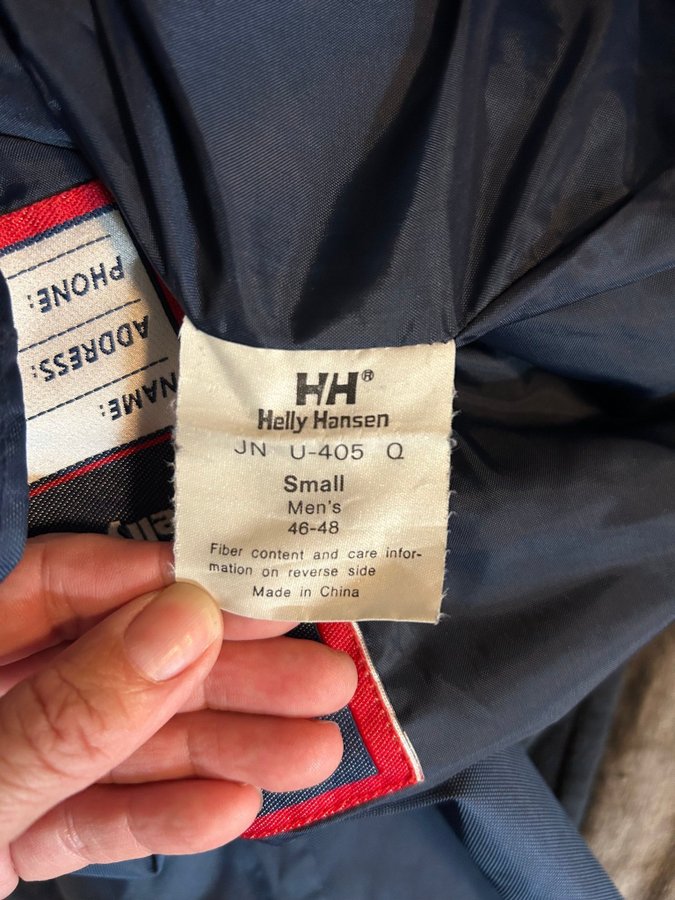 HH®
Helly Hansen
JN U-405 Q
Small
Men's
46-48
Fiber content and care infor-
mation on reverse side
Made in China
NAME:
ADDRESS:
PHONE: